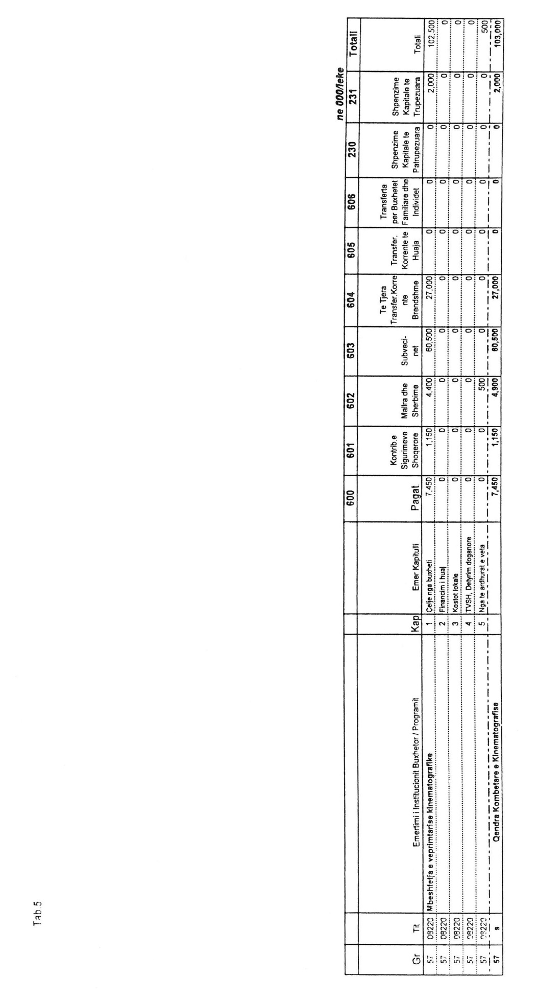 Tab.5
ne 000/leke
600 601 602 603 604 605 606 230 231 Totali
Gr Tit Emertimi i Institucionit Buxhetor / Programit Kap Emer Kapitulli Pagat Kontrib.e Sigurimeve Shoqerore Mallra dhe Sherbime Subveci-net Te Tjera Transfer.Korrente Brendshme Transfer. Korrente te Huaja Transferta per Buxhetet Familiare dhe Individet Shpenzime Kapitale te Patrupezuara Shpenzime Kapitale te Trupezuara Totali
57 08220 Mbeshtetja e veprimtarise kinematografike 1 Çelje nga buxheti 7,450 1,150 4,400 60,500 27,000 0 0 0 2,000 102,500
57 08220 2 Financim i huaj 0 0 0 0 0 0 0 0 0 0
57 08220 3 Kostot lokale 0 0 0 0 0 0 0 0 0 0
57 08220 4 TVSH, Detyrim doganore 0 0 0 0 0 0 0 0 0 0
57 08220 5 Nga te ardhurat e veta 0 0 500 0 0 0 0 0 0 500
57 s Qendra Kombetare e Kinematografise 7,450 1,150 4,900 60,500 27,000 0 0 0 2,000 103,000